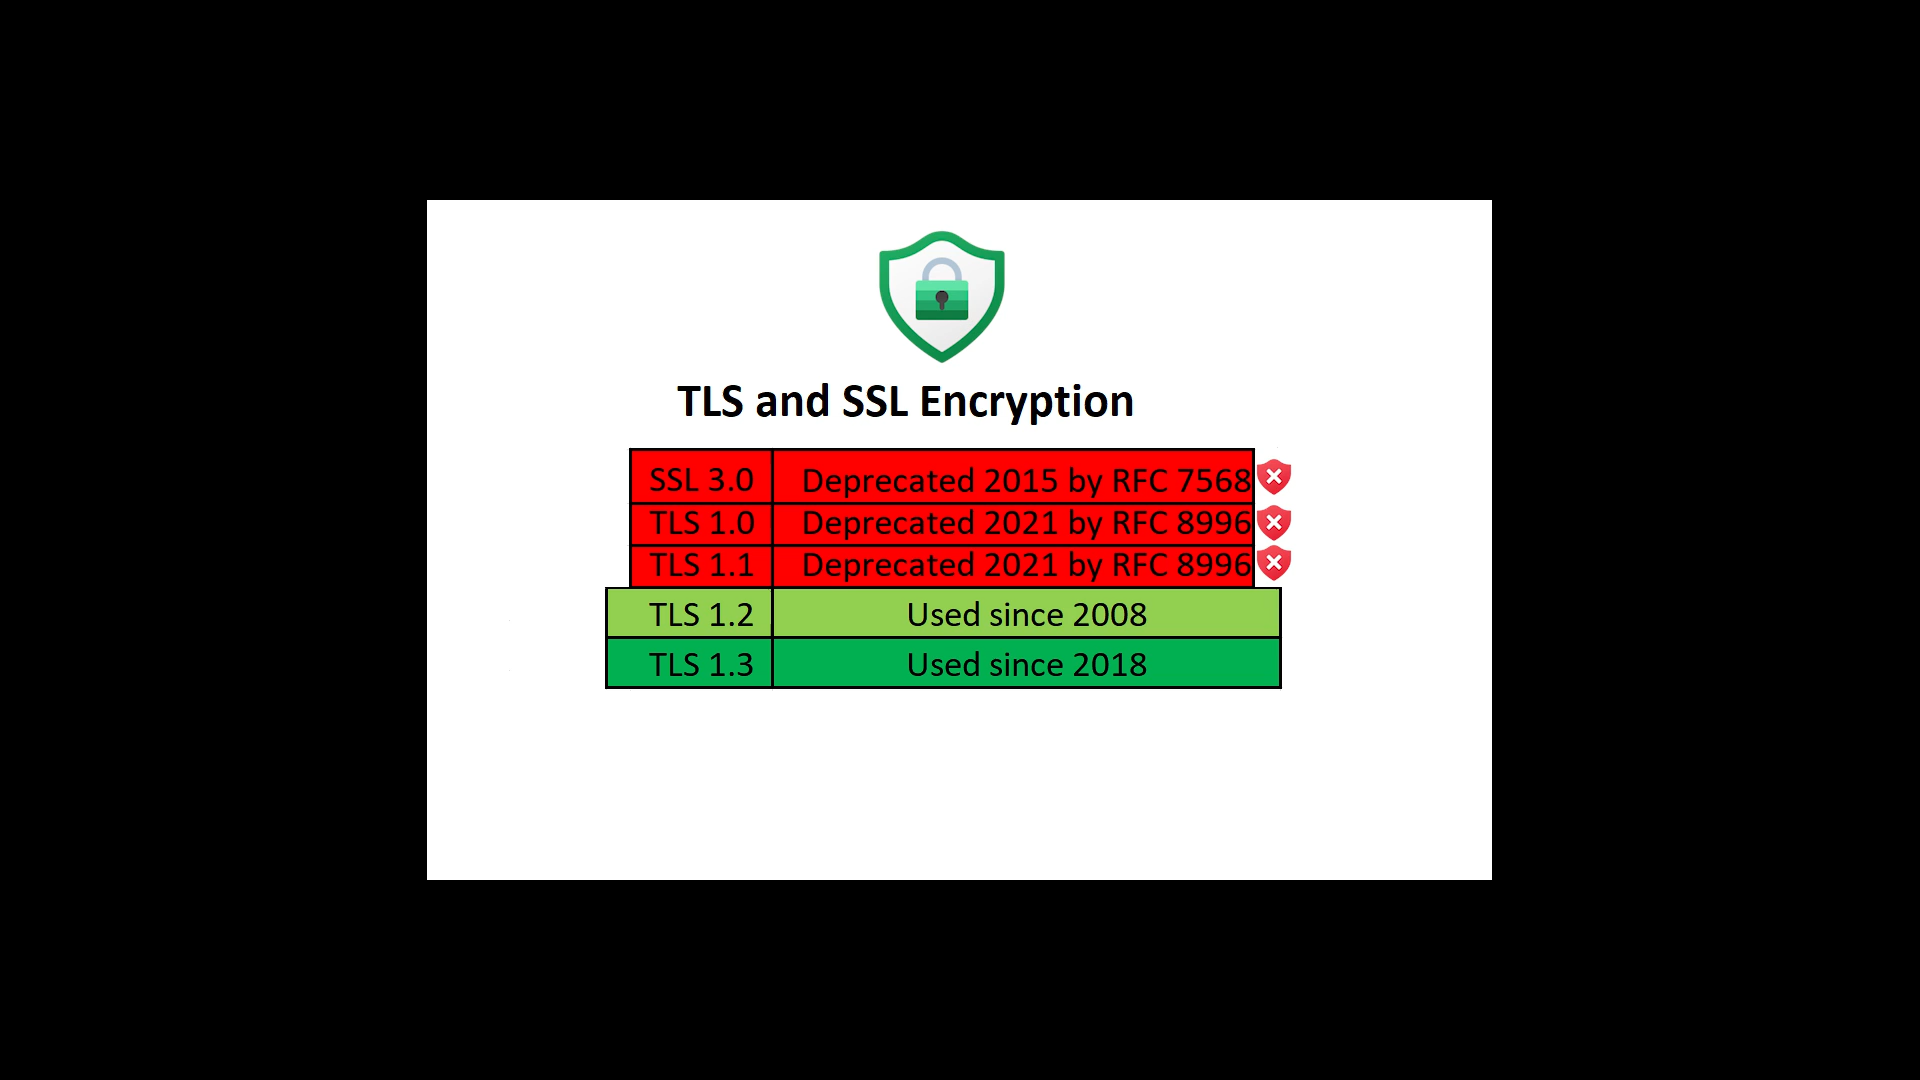 TLS and SSL Encryption
SSL 3.0 Deprecated 2015 by RFC 7568
TLS 1.0 Deprecated 2021 by RFC 8996
TLS 1.1 Deprecated 2021 by RFC 8996
TLS 1.2 Used since 2008
TLS 1.3 Used since 2018